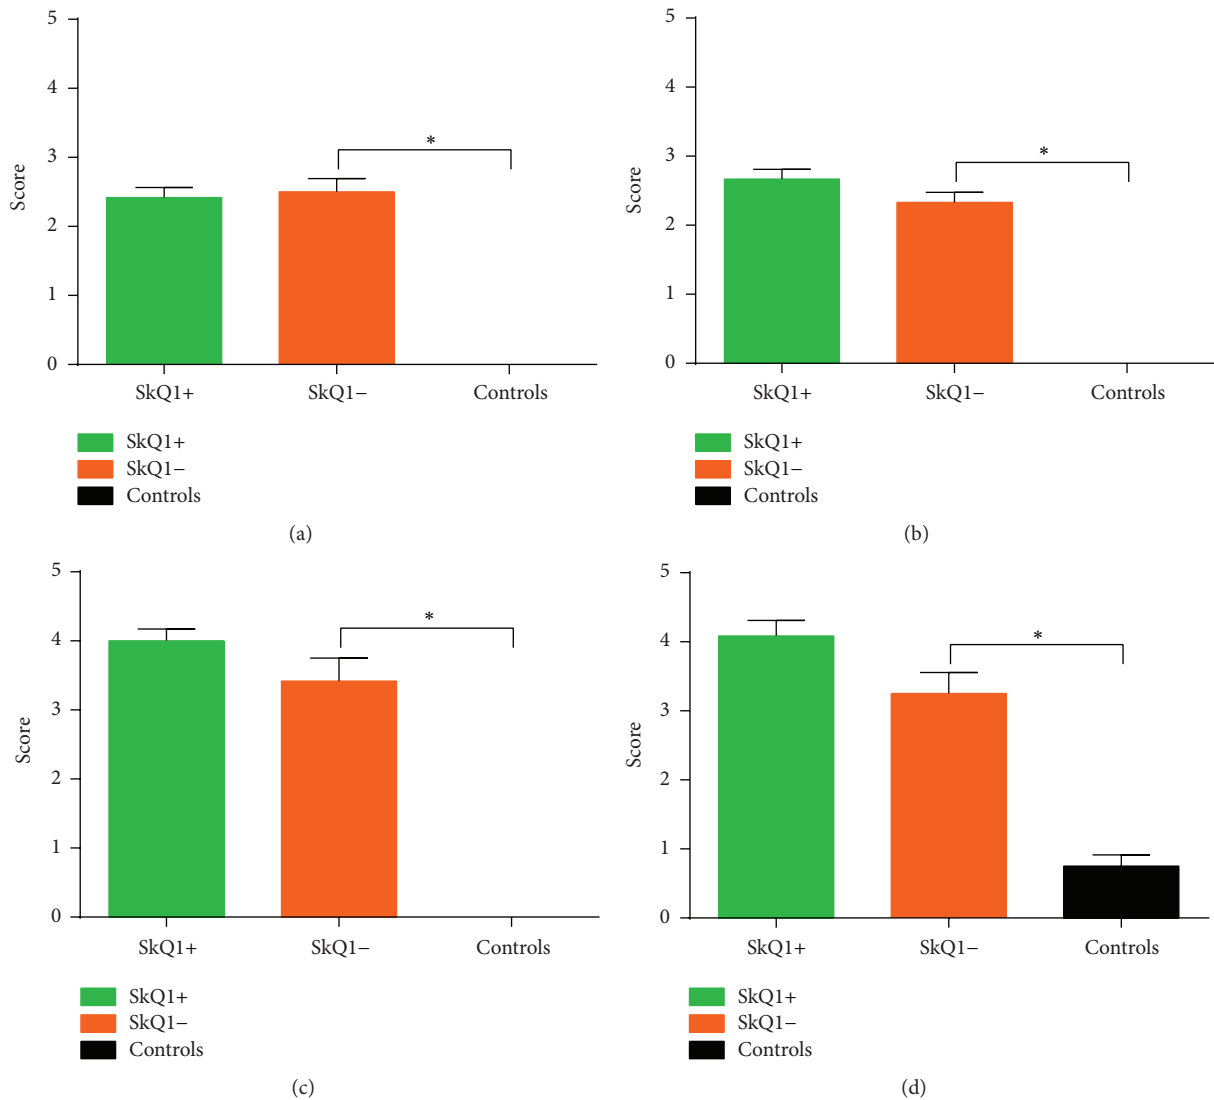 5
4
3
2
1
0
Score
*
SkQ1+ SkQ1− Controls
SkQ1+
SkQ1−
Controls
(a)
5
4
3
2
1
0
Score
*
SkQ1+ SkQ1− Controls
SkQ1+
SkQ1−
Controls
(b)
5
4
3
2
1
0
Score
*
SkQ1+ SkQ1− Controls
SkQ1+
SkQ1−
Controls
(c)
5
4
3
2
1
0
Score
*
SkQ1+ SkQ1− Controls
SkQ1+
SkQ1−
Controls
(d)